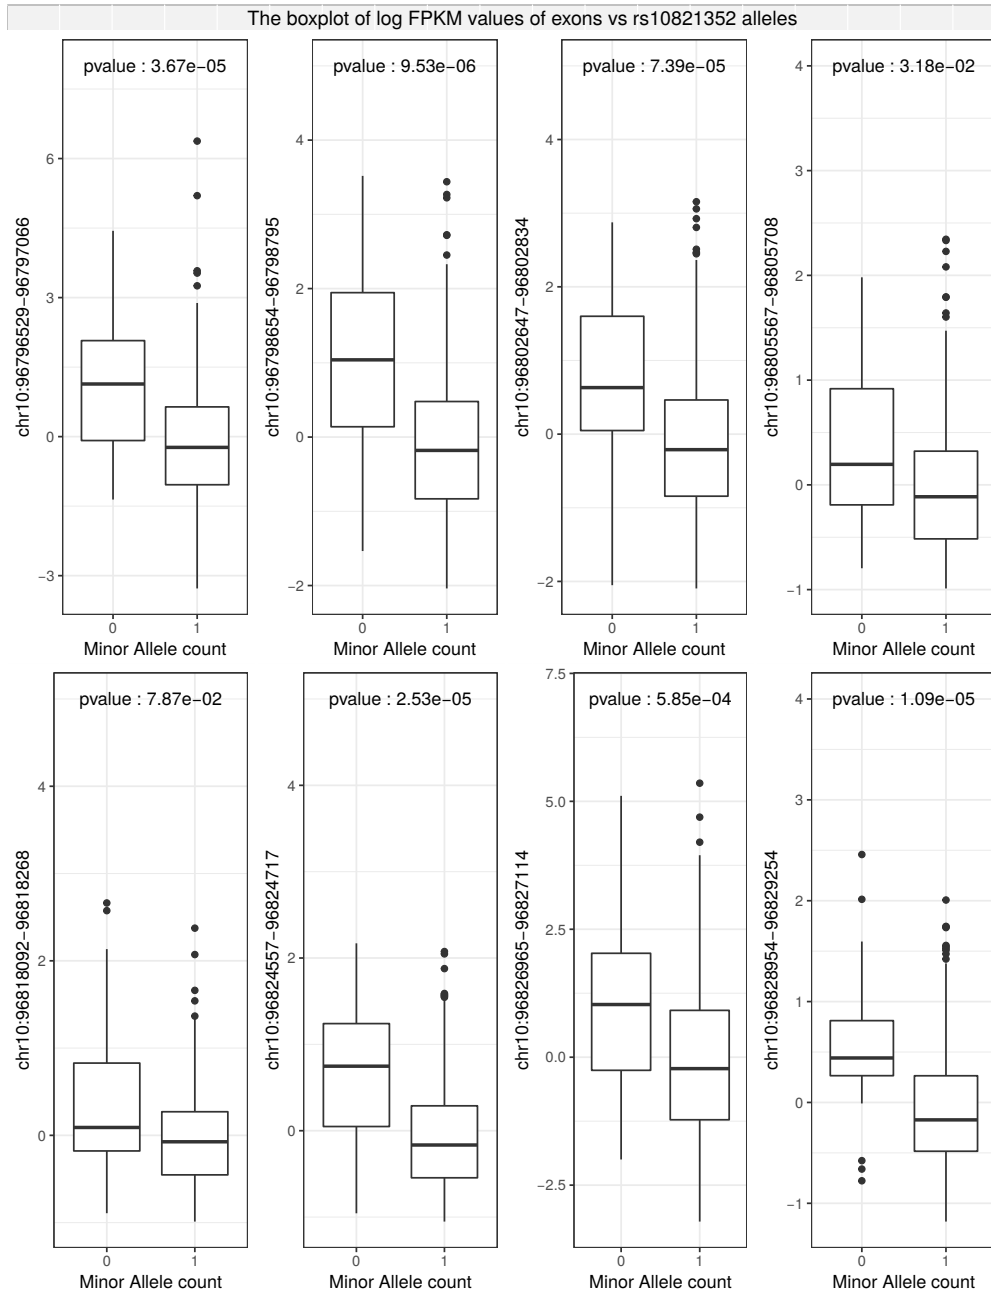 The boxplot of log FPKM values of exons vs rs10821352 alleles
pvalue : 3.67e−05
chr10:96796529−96797066
6
3
0
−3
0 1
Minor Allele count
pvalue : 9.53e−06
chr10:96798654−96798795
4
2
0
−2
0 1
Minor Allele count
pvalue : 7.39e−05
chr10:96802647−96802834
4
2
0
−2
0 1
Minor Allele count
pvalue : 3.18e−02
chr10:96805567−96805708
4
3
2
1
0
−1
0 1
Minor Allele count
pvalue : 7.87e−02
chr10:96818092−96818268
4
2
0
0 1
Minor Allele count
pvalue : 2.53e−05
chr10:96824557−96824717
4
2
0
0 1
Minor Allele count
pvalue : 5.85e−04
chr10:96826965−96827114
7.5
5.0
2.5
0.0
−2.5
0 1
Minor Allele count
pvalue : 1.09e−05
chr10:96828954−96829254
4
3
2
1
0
−1
0 1
Minor Allele count